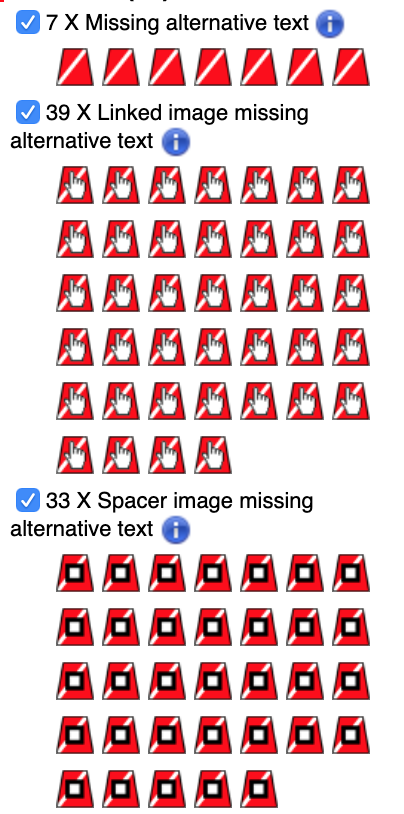 7 X Missing alternative text
39 X Linked image missing
alternative text
33 X Spacer image missing
alternative text